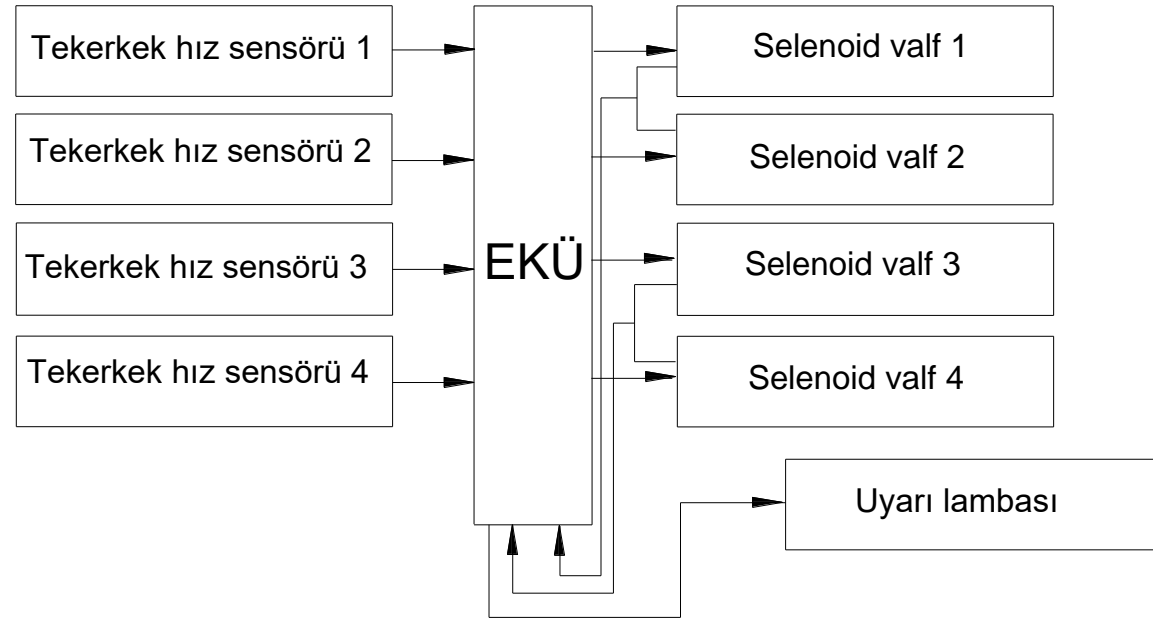 Tekerkek hız sensörü 1
Tekerkek hız sensörü 2
Tekerkek hız sensörü 3
Tekerkek hız sensörü 4
EKÜ
Selenoid valf 1
Selenoid valf 2
Selenoid valf 3
Selenoid valf 4
Uyarı lambası